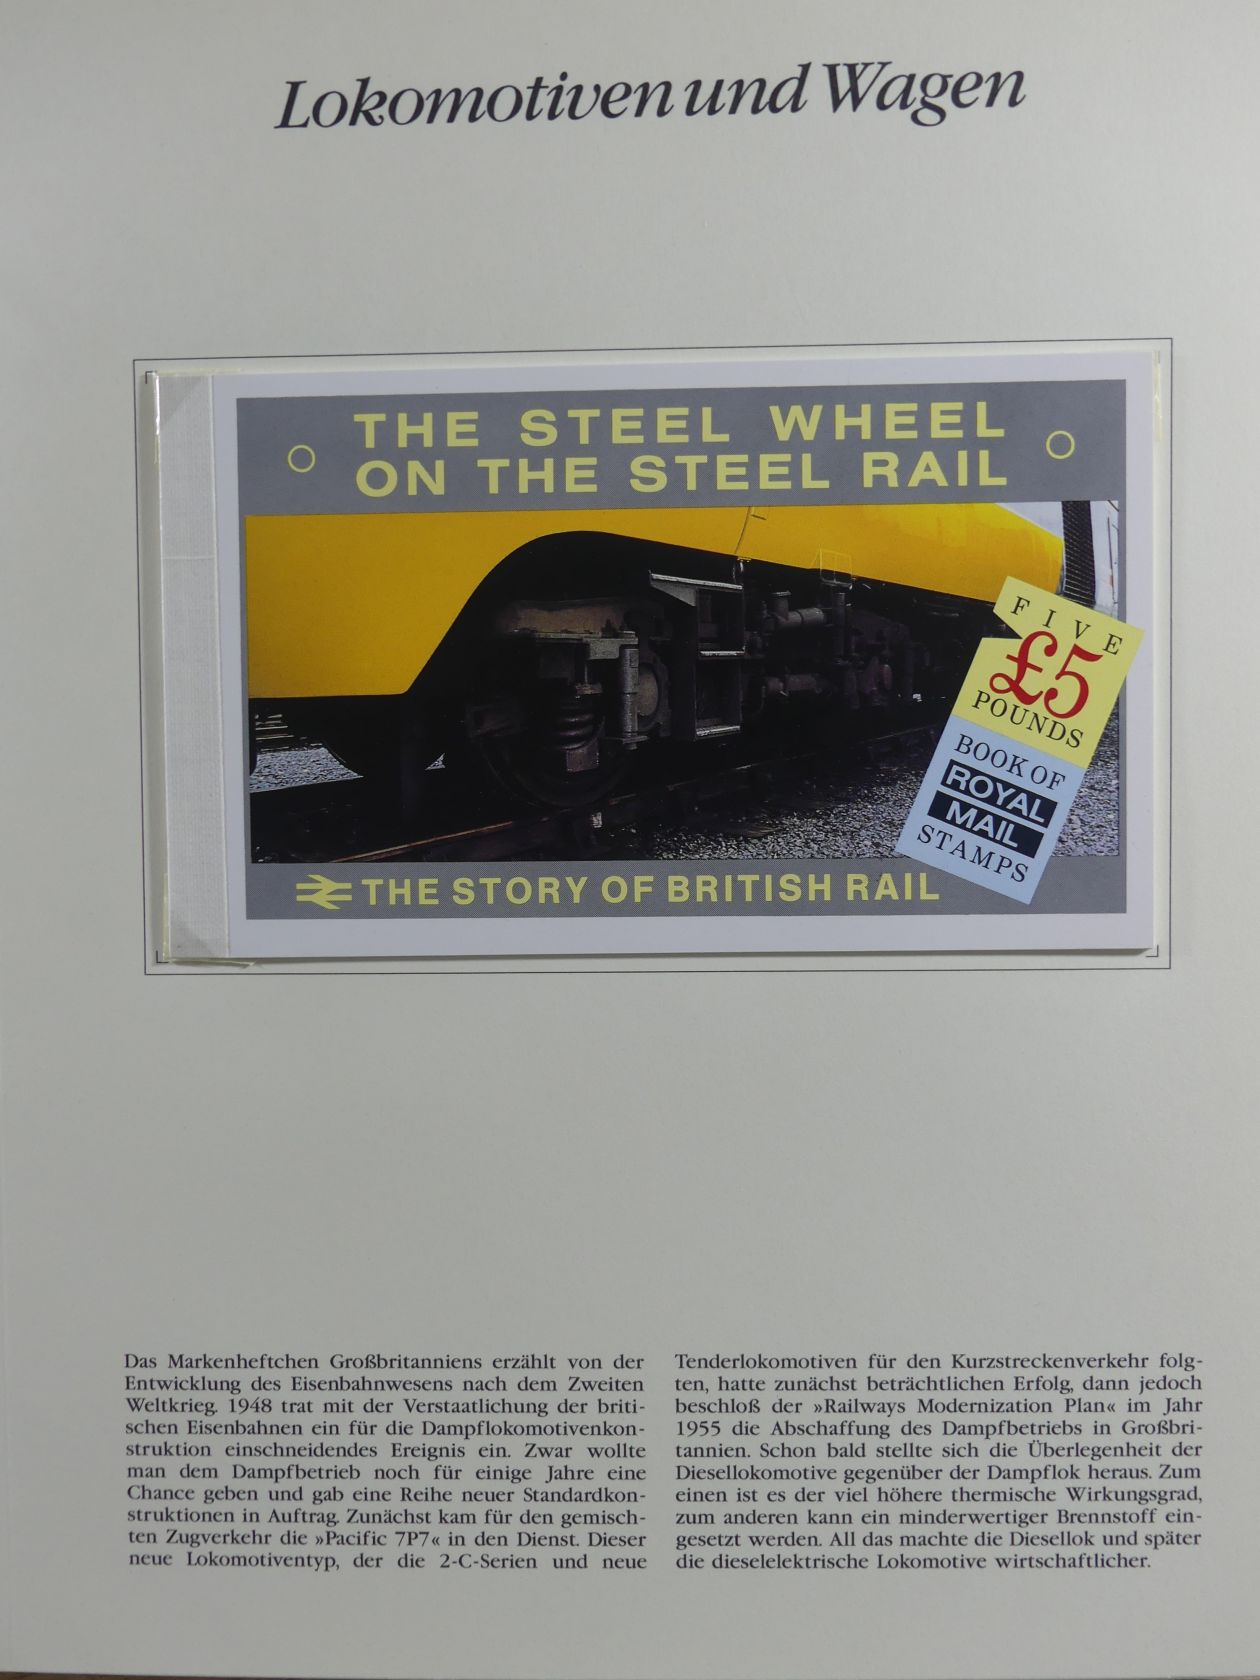 Lokomotiven und Wagen
THE STEEL WHEEL
ON THE STEEL RAIL
FIVE
£5
POUNDS
BOOK OF
ROYAL
MAIL
STAMPS
THE STORY OF BRITISH RAIL
Das Markenheftchen Großbritanniens erzählt von der
Entwicklung des Eisenbahnwesens nach dem Zweiten
Weltkrieg. 1948 trat mit der Verstaatlichung der briti-
schen Eisenbahnen ein für die Dampflokomotivenkon-
struktion einschneidendes Ereignis ein. Zwar wollte
man dem Dampfbetrieb noch für einige Jahre eine
Chance geben und gab eine Reihe neuer Standardkon-
struktionen in Auftrag. Zunächst kam für den gemisch-
ten Zugverkehr die »Pacific 7P7« in den Dienst. Dieser
neue Lokomotiventyp, der die 2-C-Serien und neue
Tenderlokomotiven für den Kurzstreckenverkehr folg-
ten, hatte zunächst beträchtlichen Erfolg, dann jedoch
beschloß der »Railways Modernization Plan« im Jahr
1955 die Abschaffung des Dampfbetriebs in Großbri-
tannien. Schon bald stellte sich die Überlegenheit der
Diesellokomotive gegenüber der Dampflok heraus. Zum
einen ist es der viel höhere thermische Wirkungsgrad,
zum anderen kann ein minderwertiger Brennstoff ein-
gesetzt werden. All das machte die Diesellok und später
die dieselelektrische Lokomotive wirtschaftlicher.